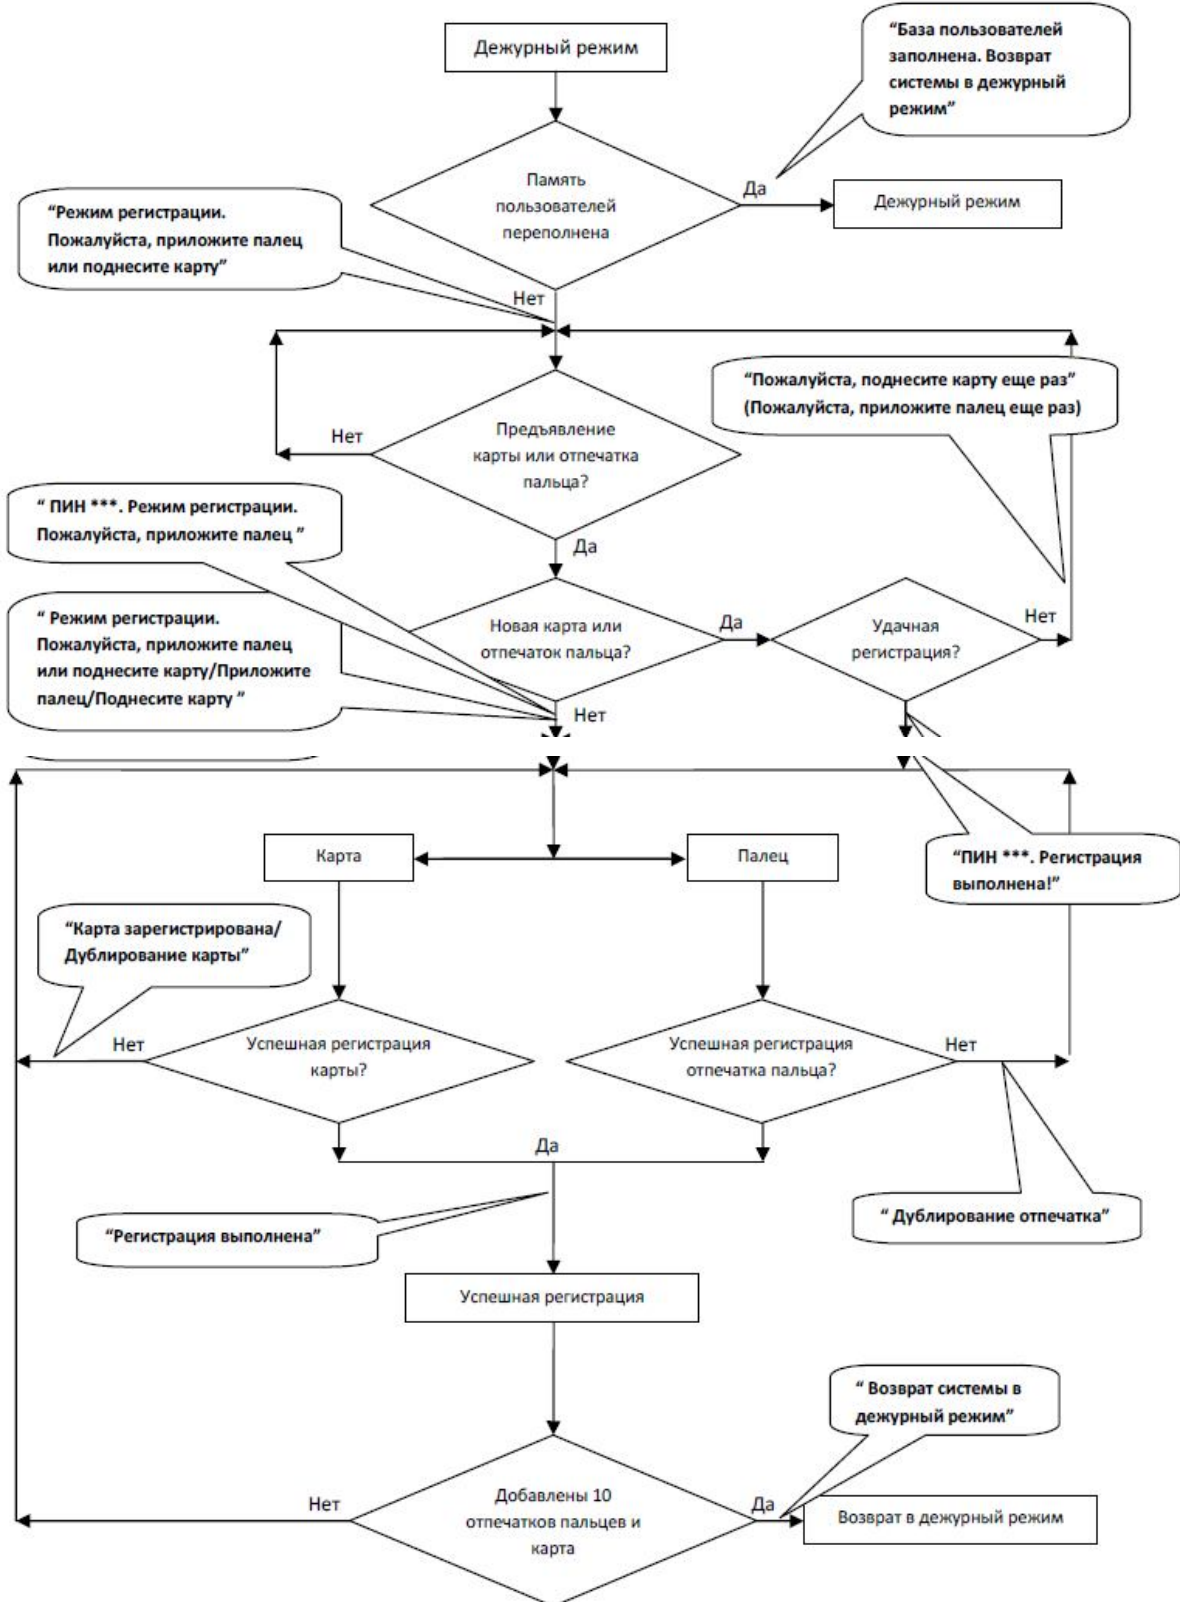 Дежурный режим
“База пользователей
заполнена. Возврат
системы в дежурный
режим”
Память
пользователей
переполнена
Да
Дежурный режим
“Режим регистрации.
Пожалуйста, приложите палец
или поднесите карту”
Нет
“Пожалуйста, поднесите карту еще раз”
(Пожалуйста, приложите палец еще раз)
Предъявление
карты или отпечатка
пальца?
Нет
Да
“ ПИН ***. Режим регистрации.
Пожалуйста, приложите палец ”
“ Режим регистрации.
Пожалуйста, приложите палец
или поднесите карту/Приложите
палец/Поднесите карту ”
Новая карта или
отпечаток пальца?
Да
Удачная
регистрация?
Нет
Нет
Карта
Палец
“ПИН ***. Регистрация
выполнена!”
“Карта зарегистрирована/
Дублирование карты”
Нет
Успешная регистрация
карты?
Успешная регистрация
отпечатка пальца?
Нет
Да
“ Дублирование отпечатка”
“Регистрация выполнена”
Успешная регистрация
“ Возврат системы в
дежурный режим”
Нет
Добавлены 10
отпечатков пальцев и
карта
Да
Возврат в дежурный режим